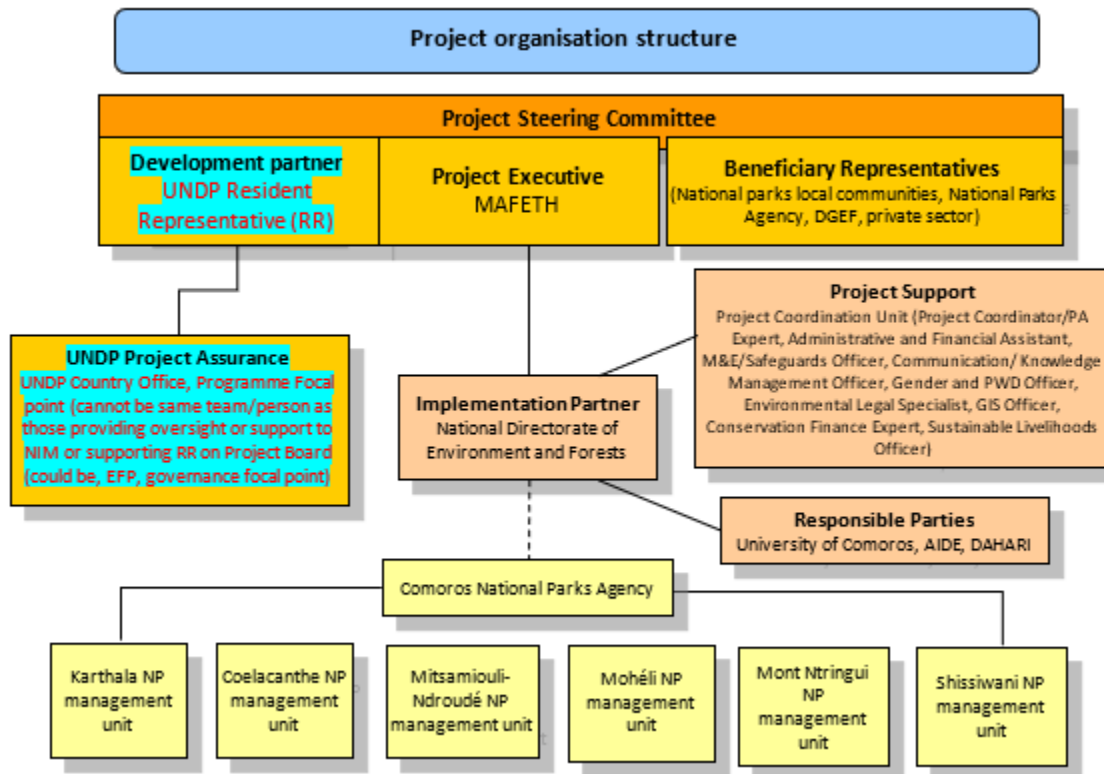 Project organisation structure
Project Steering Committee
Development partner
UNDP Resident
Representative (RR)
Project Executive
MAFETH
Beneficiary Representatives
(National parks local communities, National Parks
Agency, DGEF, private sector)
UNDP Project Assurance
UNDP Country Office, Programme Focal
point (cannot be same team/person as
those providing oversight or support to
NIM or supporting RR on Project Board
(could be, EFP, governance focal point)
Implementation Partner
National Directorate of
Environment and Forests
Project Support
Project Coordination Unit (Project Coordinator/PA
Expert, Administrative and Financial Assistant,
M&E/Safeguards Officer, Communication/ Knowledge
Management Officer, Gender and PWD Officer,
Environmental Legal Specialist, GIS Officer,
Conservation Finance Expert, Sustainable Livelihoods
Officer)
Responsible Parties
University of Comoros, AIDE, DAHARI
Comoros National Parks Agency
Karthala NP
management
unit
Coelacanthe NP
management
unit
Mitsamiouli-
Ndroudé NP
management unit
Mohéli NP
management
unit
Mont Ntringui
NP
management
unit
Shissiwani NP
management
unit